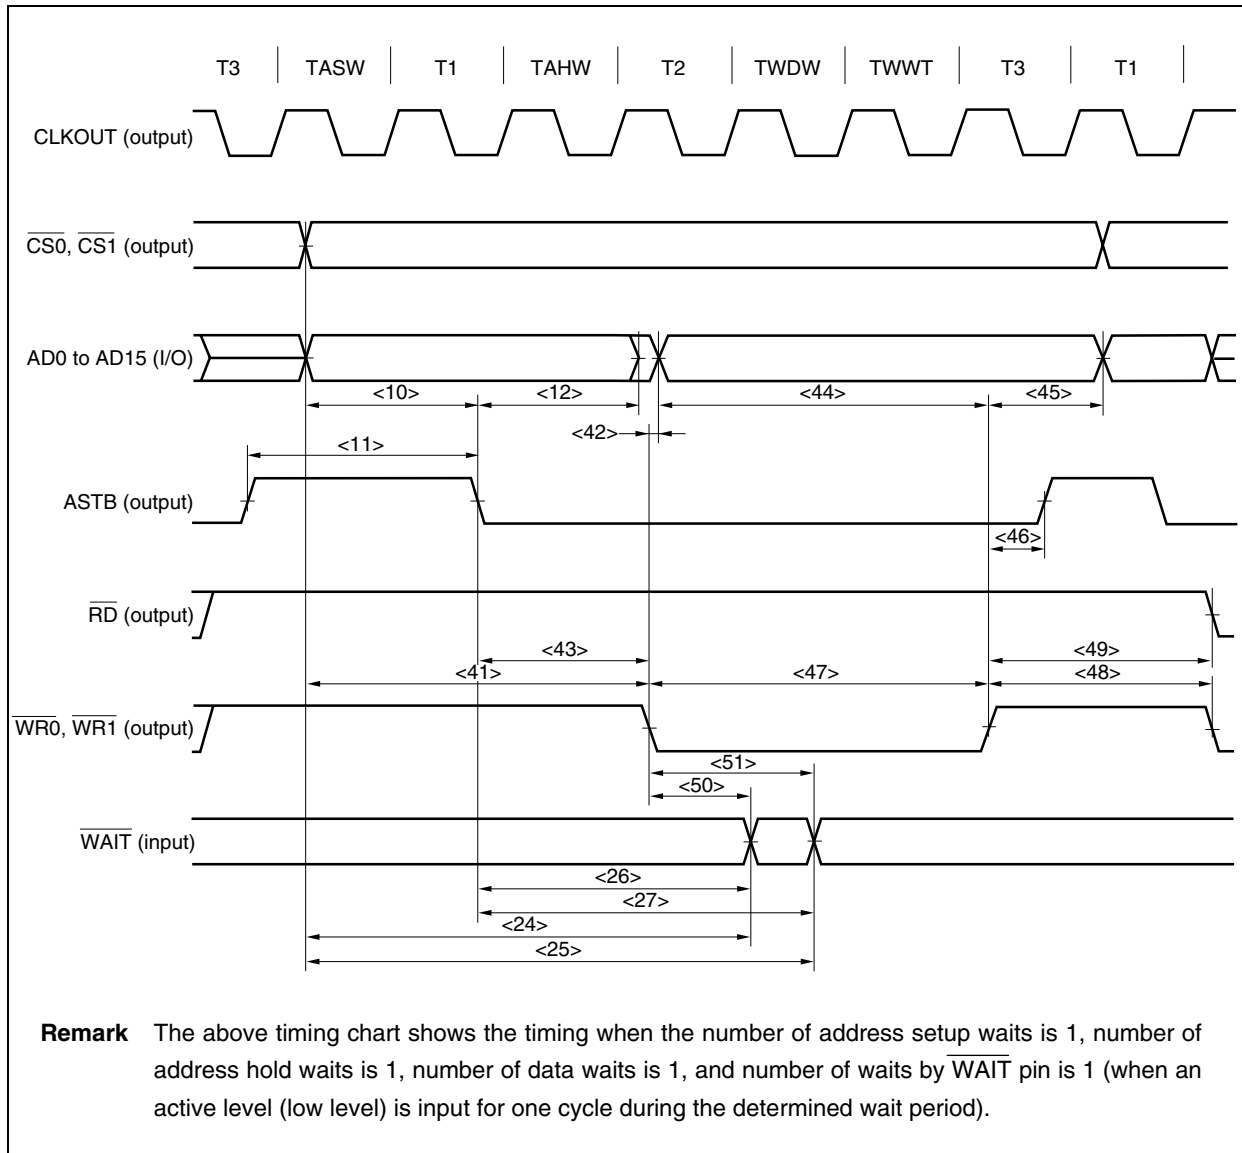 T3 TASW T1 TAHW T2 TWDW TWWT T3 T1
CLKOUT (output)
CS0, CS1 (output)
AD0 to AD15 (I/O)
<10> <12> <44> <45>
<42>
<11>
ASTB (output)
<46>
RD (output)
<43> <49>
<41> <47> <48>
WR0, WR1 (output)
<51>
<50>
WAIT (input)
<26>
<27>
<24>
<25>
Remark The above timing chart shows the timing when the number of address setup waits is 1, number of
address hold waits is 1, number of data waits is 1, and number of waits by WAIT pin is 1 (when an
active level (low level) is input for one cycle during the determined wait period).